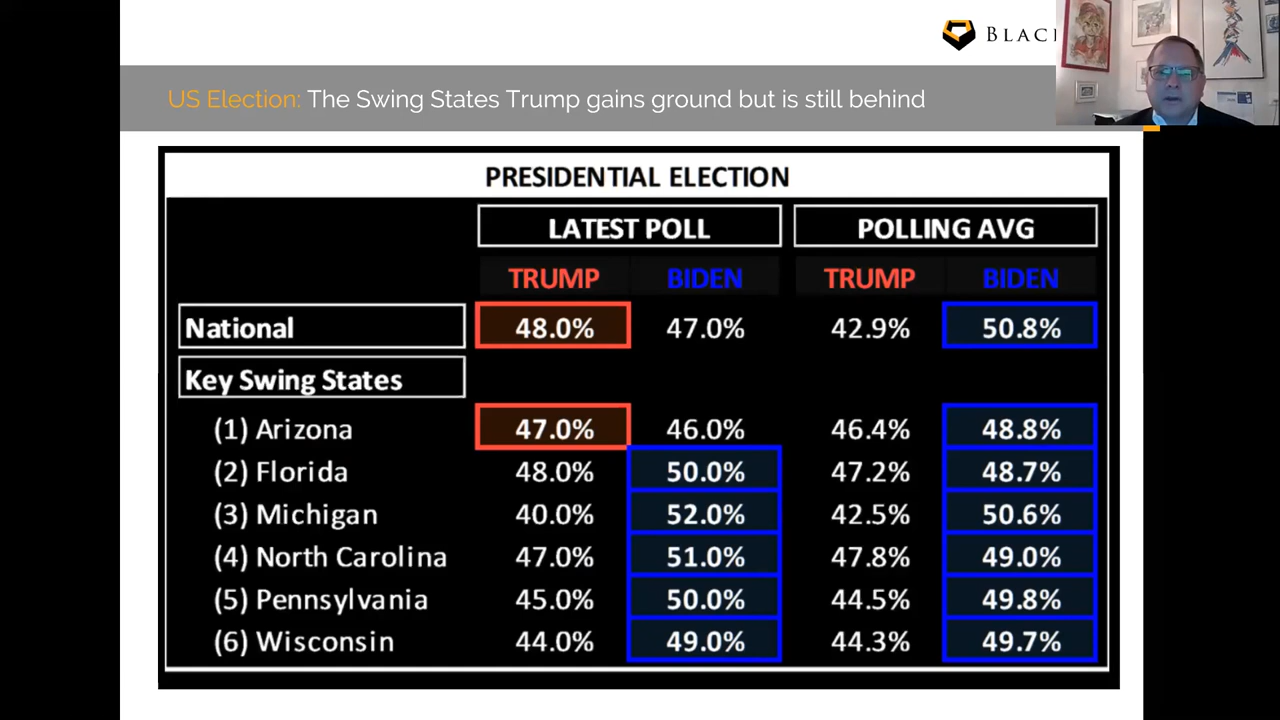 BLAC
US Election: The Swing States Trump gains ground but is still behind
PRESIDENTIAL ELECTION
LATEST POLL POLLING AVG
TRUMP BIDEN TRUMP BIDEN
National 48.0% 47.0% 42.9% 50.8%
Key Swing States
(1) Arizona 47.0% 46.0% 46.4% 48.8%
(2) Florida 48.0% 50.0% 47.2% 48.7%
(3) Michigan 40.0% 52.0% 42.5% 50.6%
(4) North Carolina 47.0% 51.0% 47.8% 49.0%
(5) Pennsylvania 45.0% 50.0% 44.5% 49.8%
(6) Wisconsin 44.0% 49.0% 44.3% 49.7%